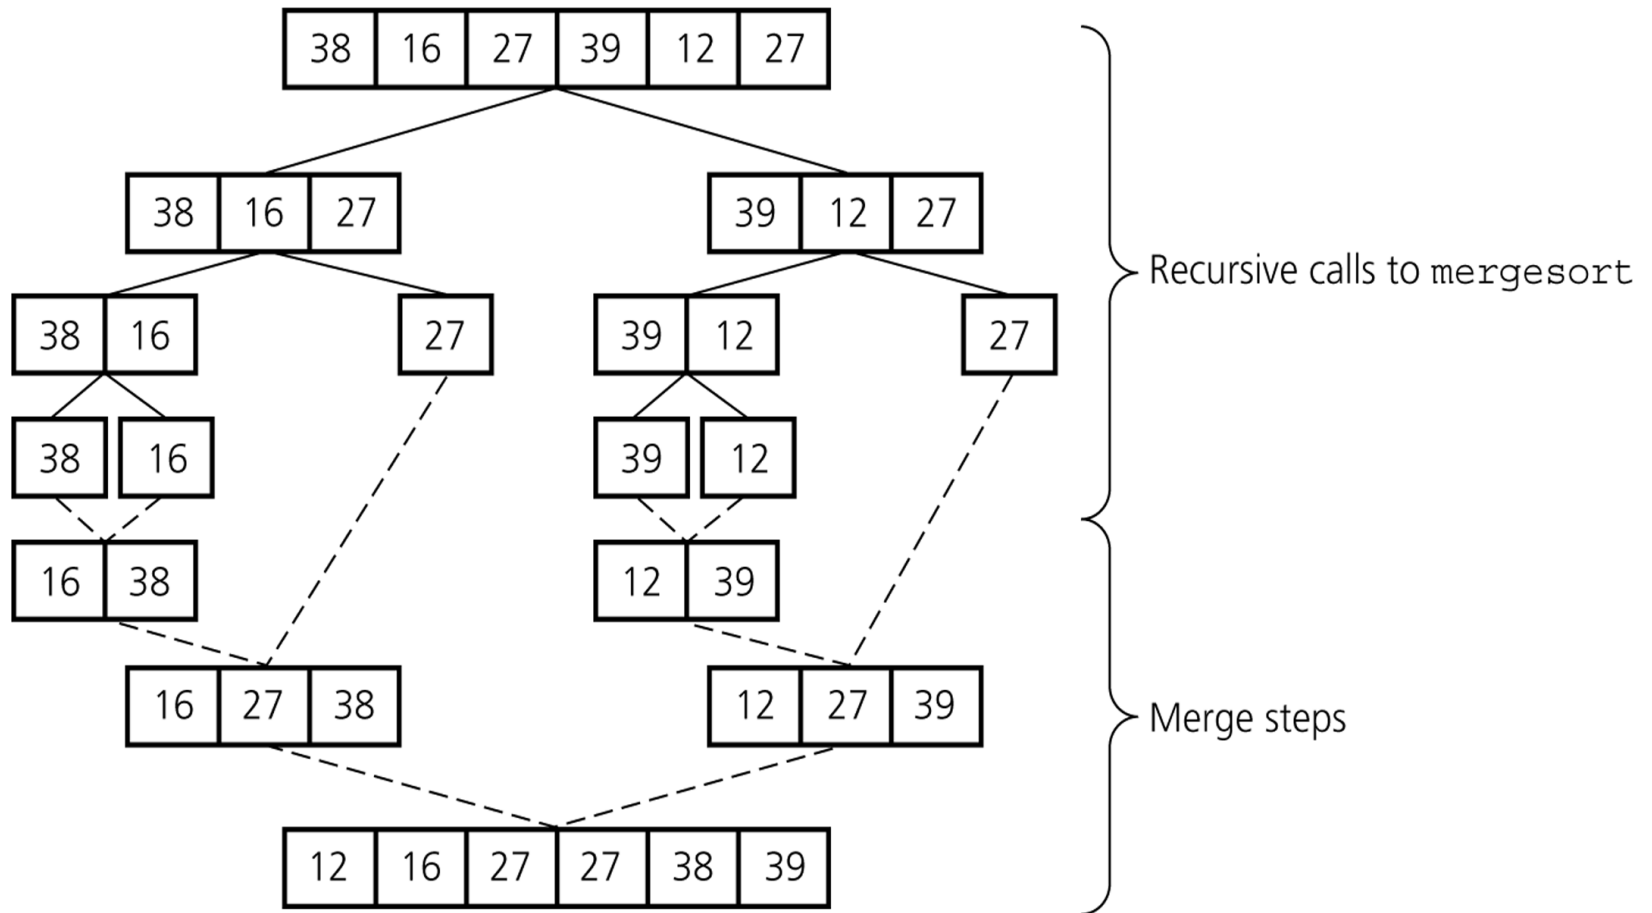 38 16 27 39 12 27
38 16 27 39 12 27
Recursive calls to mergesort
38 16 27 39 12 27
38 16 39 12
16 38 12 39
16 27 38 12 27 39
Merge steps
12 16 27 27 38 39